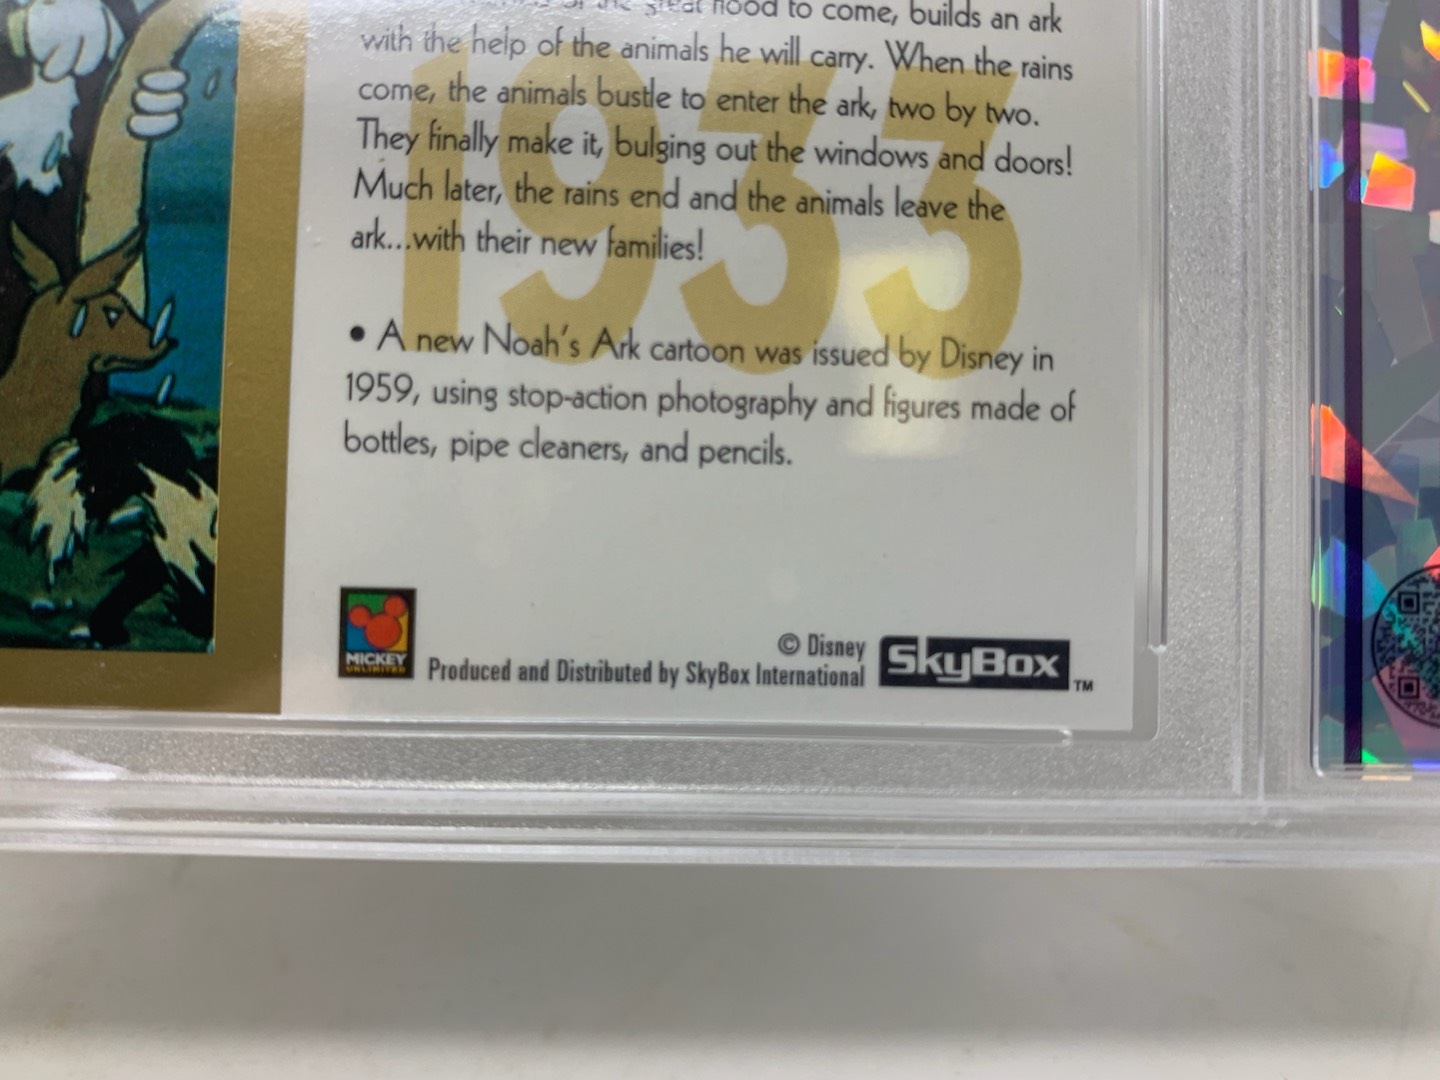 great flood to come, builds an ark
with the help of the animals he will carry. When the rains
come, the animals bustle to enter the ark, two by two.
They finally make it, bulging out the windows and doors!
Much later, the rains end and the animals leave the
ark...with their new families!
1933
• A new Noah's Ark cartoon was issued by Disney in
1959, using stop-action photography and figures made of
bottles, pipe cleaners, and pencils.
MICKEY
UNLIMITED
© Disney
Produced and Distributed by SkyBox International
SkyBox
TM